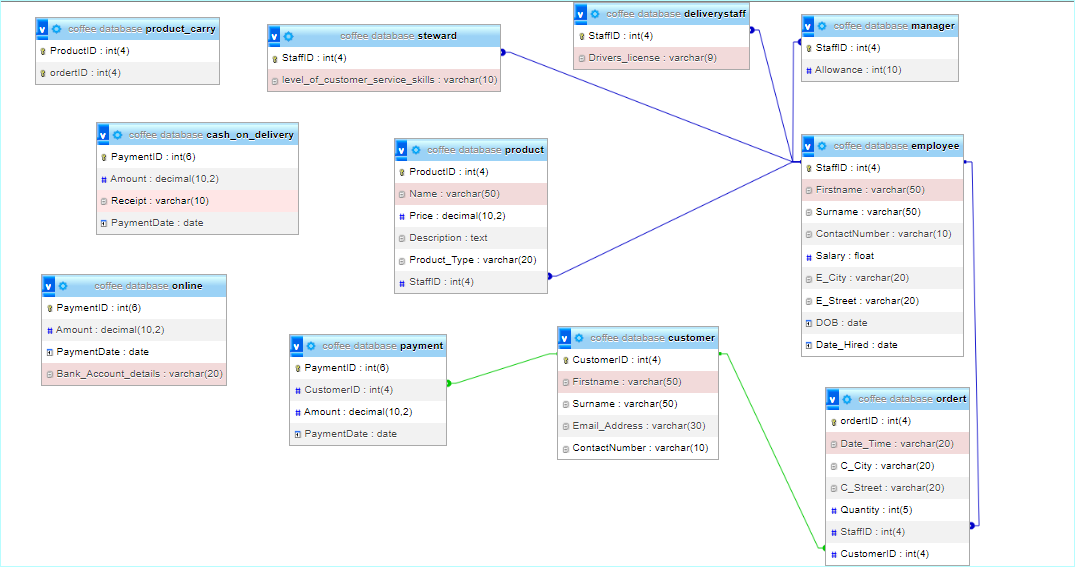 coffee database product_carry
ProductID : int(4)
ordertID : int(4)
coffee database steward
StaffID : int(4)
level_of_customer_service_skills : varchar(10)
coffee database deliverystaff
StaffID : int(4)
Drivers_license : varchar(9)
coffee database manager
StaffID : int(4)
Allowance : int(10)
coffee database cash_on_delivery
PaymentID : int(6)
Amount : decimal(10,2)
Receipt : varchar(10)
PaymentDate : date
coffee database product
ProductID : int(4)
Name : varchar(50)
Price : decimal(10,2)
Description : text
Product_Type : varchar(20)
StaffID : int(4)
coffee database employee
StaffID : int(4)
Firstname : varchar(50)
Surname : varchar(50)
ContactNumber : varchar(10)
Salary : float
E_City : varchar(20)
E_Street : varchar(20)
DOB : date
Date_Hired : date
coffee database online
PaymentID : int(6)
Amount : decimal(10,2)
PaymentDate : date
Bank_Account_details : varchar(20)
coffee database payment
PaymentID : int(6)
CustomerID : int(4)
Amount : decimal(10,2)
PaymentDate : date
coffee database customer
CustomerID : int(4)
Firstname : varchar(50)
Surname : varchar(50)
Email_Address : varchar(30)
ContactNumber : varchar(10)
coffee database ordert
ordertID : int(4)
Date_Time : varchar(20)
C_City : varchar(20)
C_Street : varchar(20)
Quantity : int(5)
StaffID : int(4)
CustomerID : int(4)